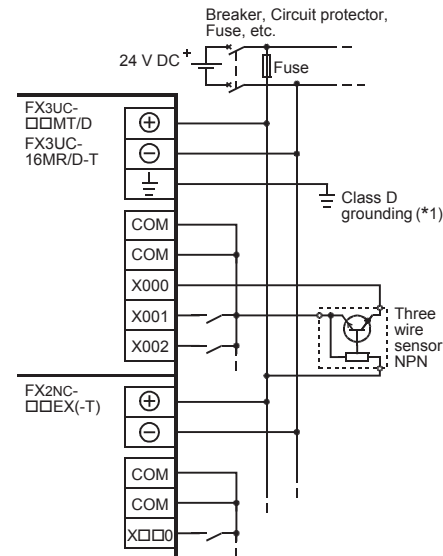 Breaker, Circuit protector,
Fuse, etc.
24 V DC
+
Fuse
FX3UC-
□□MT/D
FX3UC-
16MR/D-T
+
−
Class D
grounding (*1)
COM
COM
X000
X001
X002
Three
wire
sensor
NPN
FX2NC-
□□EX(-T)
+
−
COM
COM
X□□0